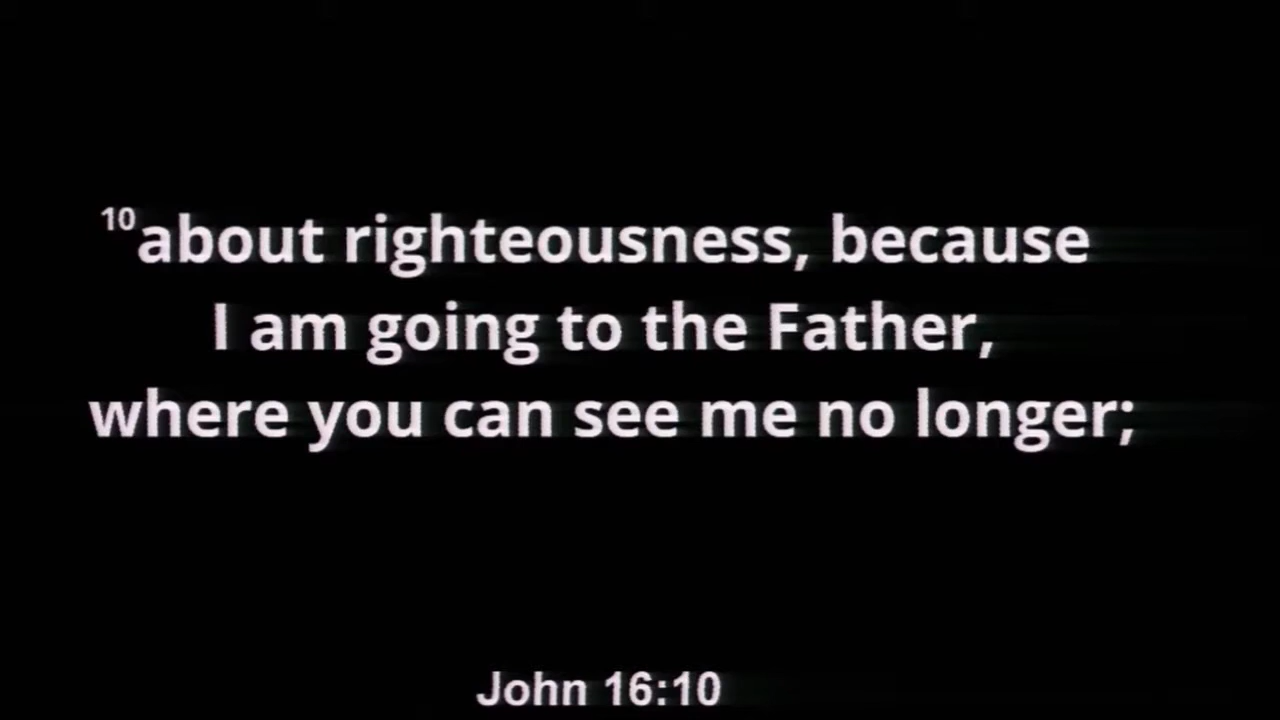 10about righteousness, because
I am going to the Father,
where you can see me no longer;
John 16:10